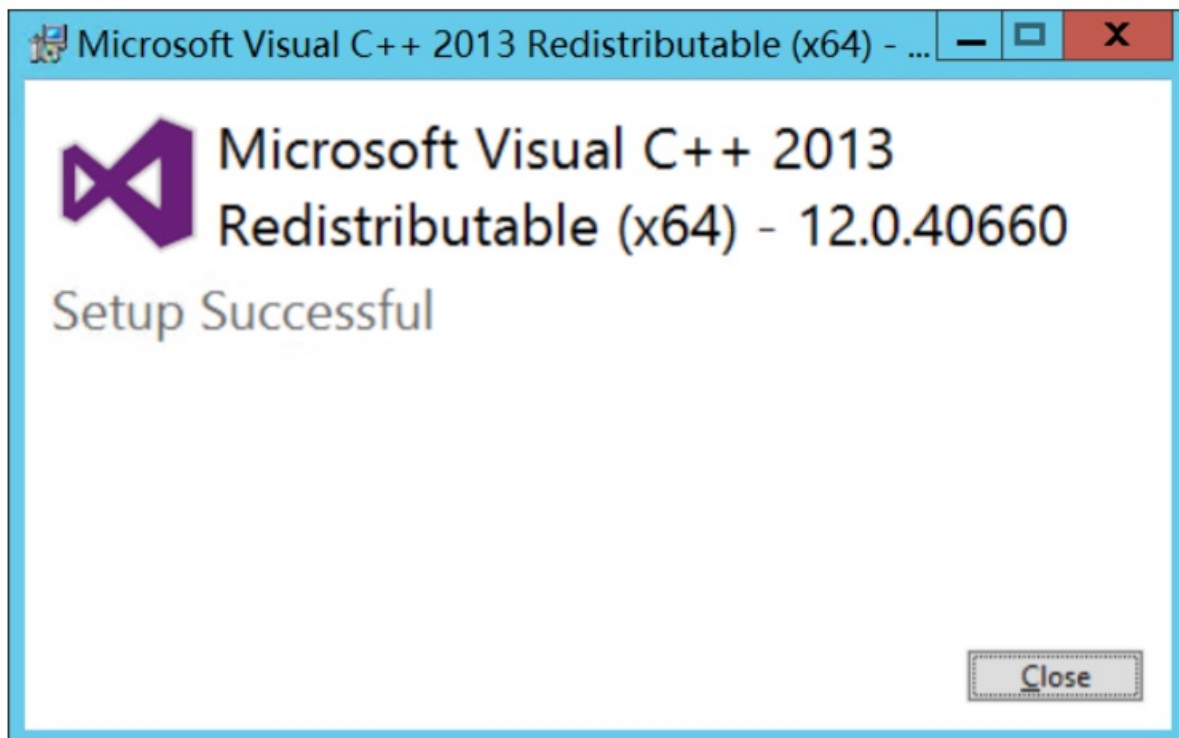 Microsoft Visual C++ 2013 Redistributable (x64) - ...
Microsoft Visual C++ 2013
Redistributable (x64) - 12.0.40660
Setup Successful
Close